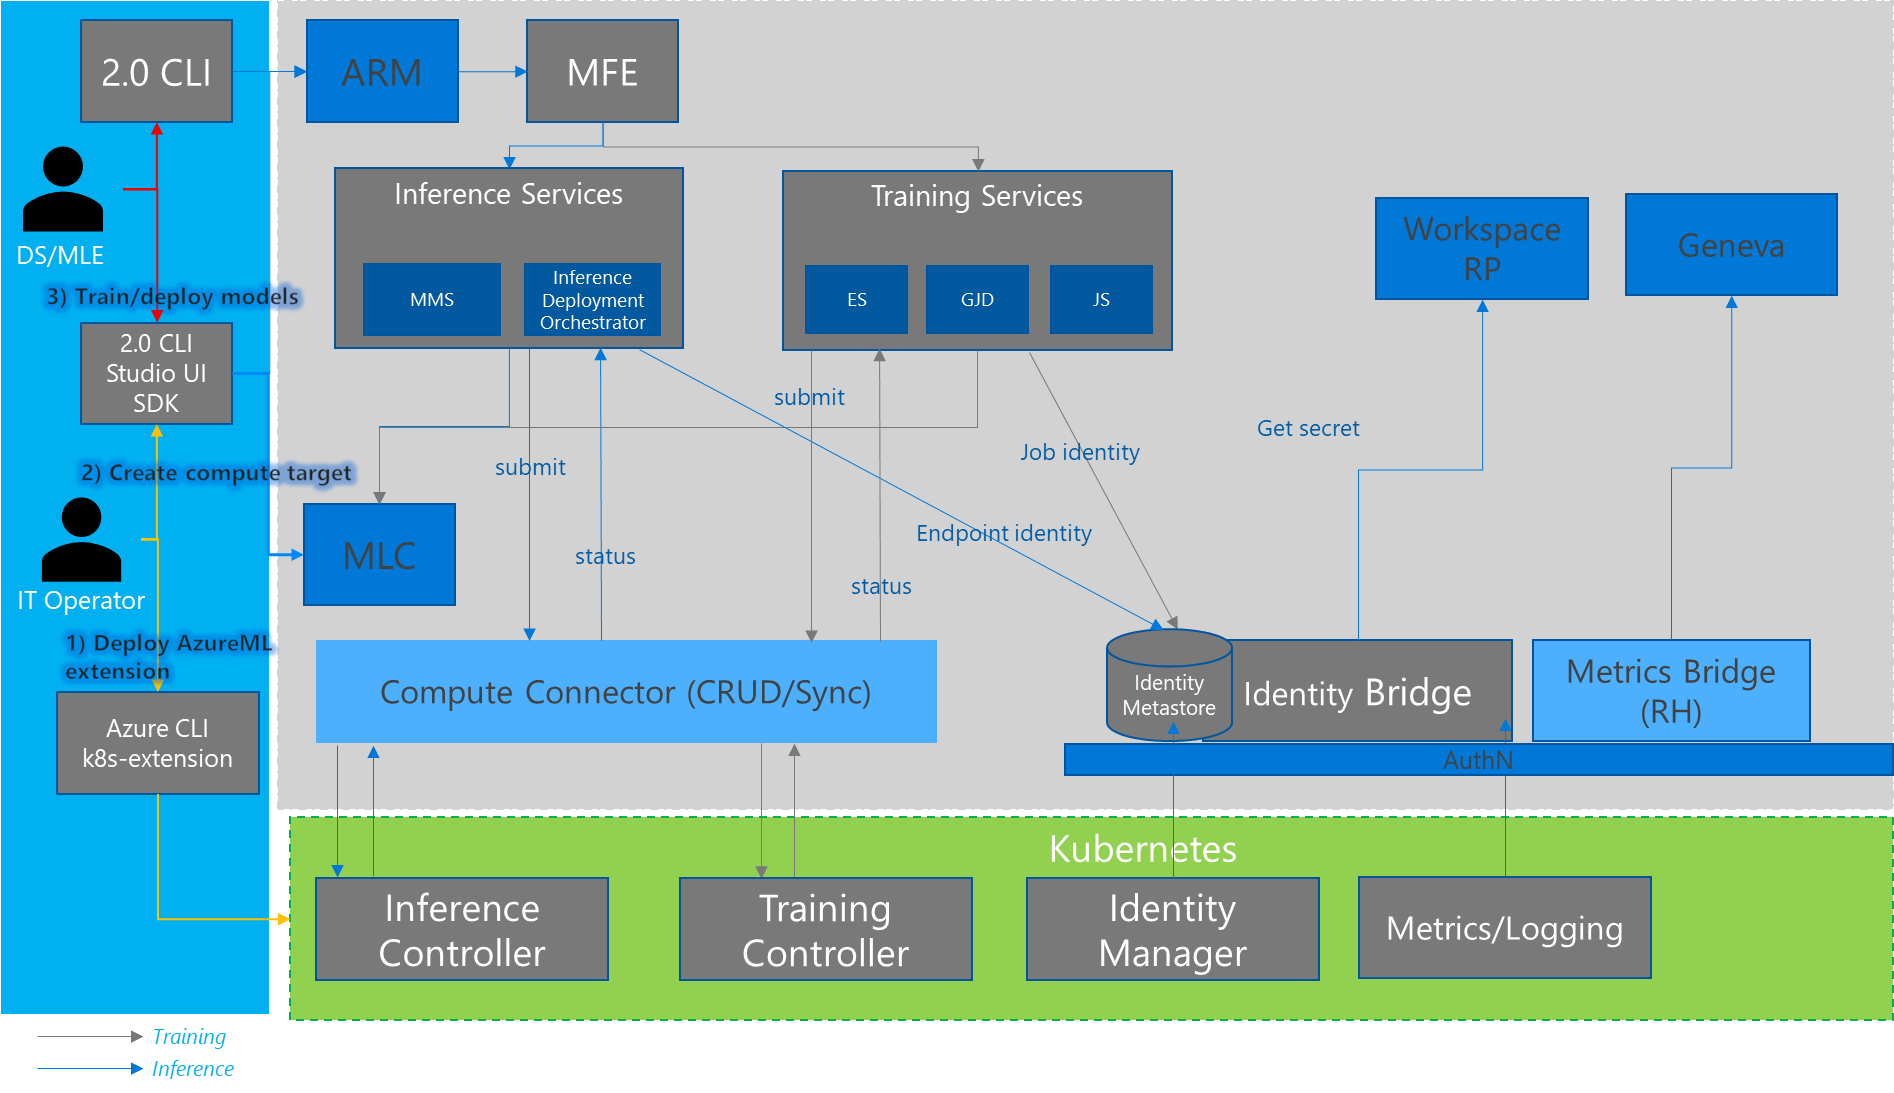 2.0 CLI
ARM
MFE
DS/MLE
3) Train/deploy models
2.0 CLI
Studio UI
SDK
2) Create compute target
IT Operator
1) Deploy AzureML
extension
Azure CLI
k8s-extension
Inference Services
MMS
Inference
Deployment
Orchestrator
Training Services
ES
GJD
JS
Workspace
RP
Geneva
submit
submit
status
status
Job identity
Endpoint identity
Get secret
MLC
Compute Connector (CRUD/Sync)
Identity
Metastore
Identity Bridge
Metrics Bridge
(RH)
AuthN
Kubernetes
Inference
Controller
Training
Controller
Identity
Manager
Metrics/Logging
Training
Inference